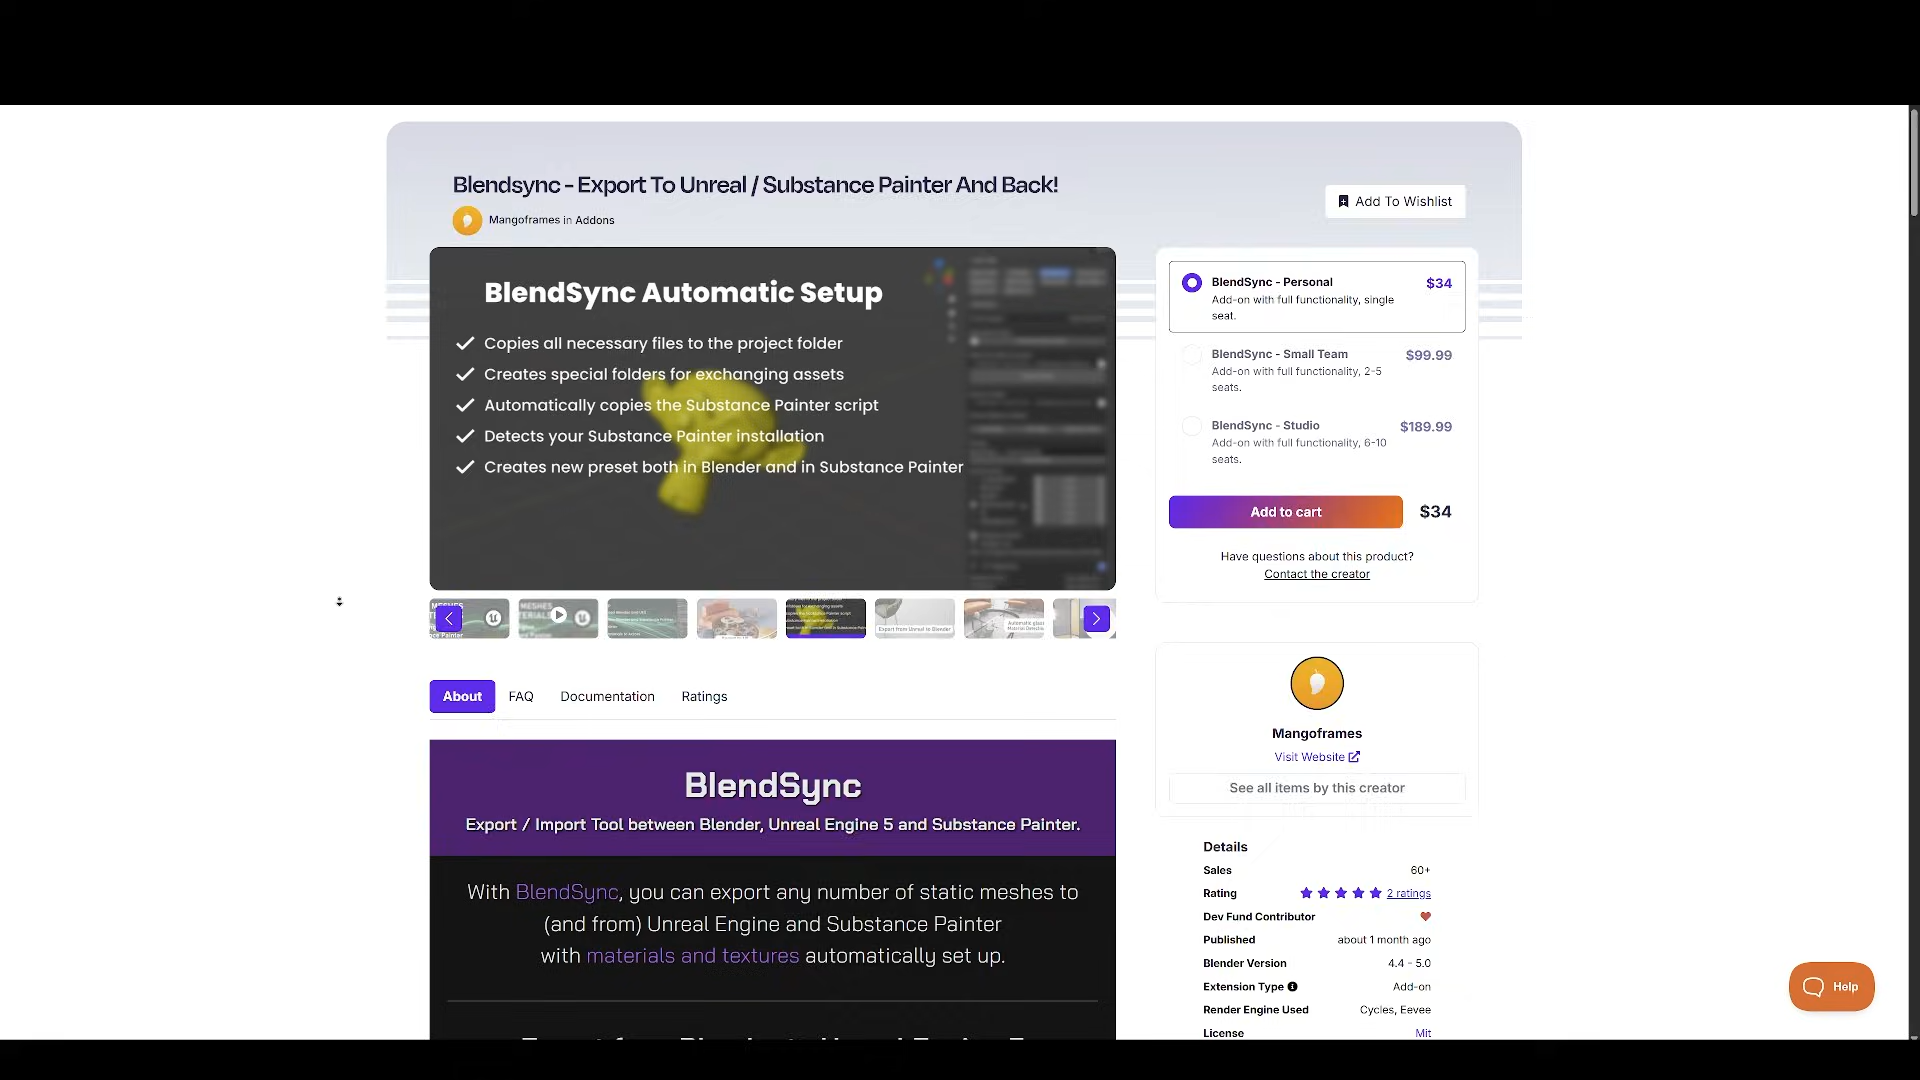 Blendsync - Export To Unreal / Substance Painter And Back!
Mangoframes in Addons
Add To Wishlist
BlendSync Automatic Setup
Copies all necessary files to the project folder
Creates special folders for exchanging assets
Automatically copies the Substance Painter script
Detects your Substance Painter installation
Creates new preset both in Blender and in Substance Painter
BlendSync - Personal
$34
Add-on with full functionality, single
seat.
BlendSync - Small Team
$99.99
Add-on with full functionality, 2-5
seats.
BlendSync - Studio
$189.99
Add-on with full functionality, 6-10
seats.
Add to cart
$34
Have questions about this product?
Contact the creator
Export from Unreal to Blender
About
FAQ
Documentation
Ratings
Mangoframes
Visit Website
See all items by this creator
BlendSync
Export / Import Tool between Blender, Unreal Engine 5 and Substance Painter.
With BlendSync, you can export any number of static meshes to
(and from) Unreal Engine and Substance Painter
with materials and textures automatically set up.
Details
Sales 60+
Rating 2 ratings
Dev Fund Contributor
Published about 1 month ago
Blender Version 4.4 - 5.0
Extension Type Add-on
Render Engine Used Cycles, Eevee
License Mit
Help